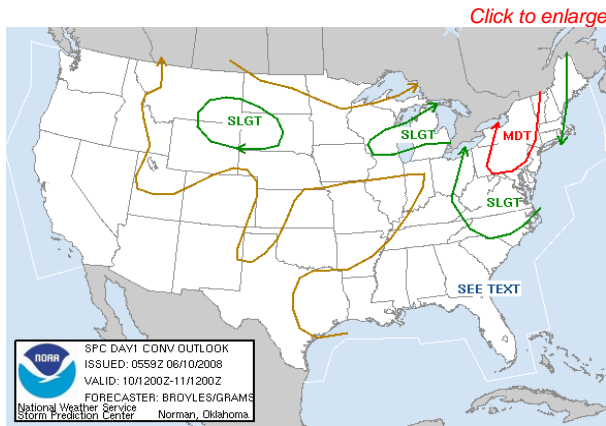 Click to enlarge
SLGT
SLGT
MDT
SLGT
SEE TEXT
SPC DAY1 CONV OUTLOOK
ISSUED: 0559Z 06/10/2008
VALID: 10/1200Z-11/1200Z
FORECASTER: BROYLES/GRAMS
NOAA
National Weather Service
Storm Prediction Center Norman, Oklahoma